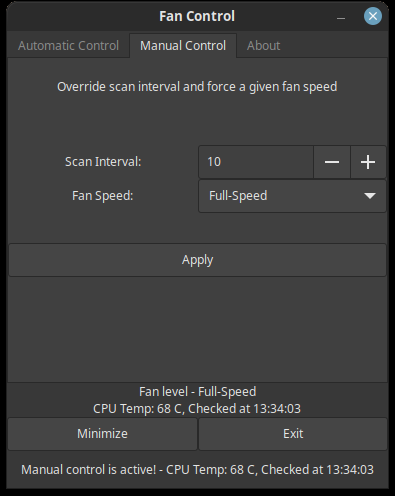 Fan Control
Automatic Control Manual Control About
Override scan interval and force a given fan speed
Scan Interval: 10
Fan Speed: Full-Speed
Apply
Fan level - Full-Speed
CPU Temp: 68 C, Checked at 13:34:03
Minimize Exit
Manual control is active! - CPU Temp: 68 C, Checked at 13:34:03